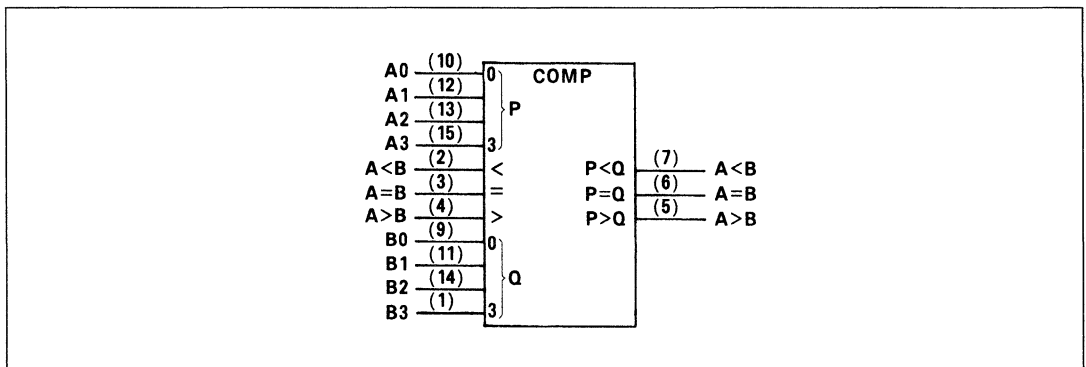 COMP
A0 (10) 0
A1 (12)
A2 (13) P
A3 (15) 3
A<B (2) < P<Q (7) A<B
A=B (3) = P=Q (6) A=B
A>B (4) > P>Q (5) A>B
B0 (9) 0
B1 (11)
B2 (14) Q
B3 (1) 3